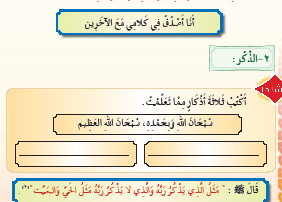 أَنَا أَصْدُقُ فِي كَلَامِي مَعَ الآخَرِينَ
٢-الذِّكْر:
أَكْتُبُ ثَلَاثَةَ أَذْكَارٍ مِمَّا تَعَلَّمْتُ.
سُبْحَانَ اللهِ وَبِحَمْدِهِ، سُبْحَانَ اللهِ العَظِيمِ
قَالَ ﷺ: "مَثَلُ الَّذِي يَذْكُرُ رَبَّهُ وَالَّذِي لَا يَذْكُرُ رَبَّهُ مَثَلُ الحَيِّ وَالمَيِّتِ"